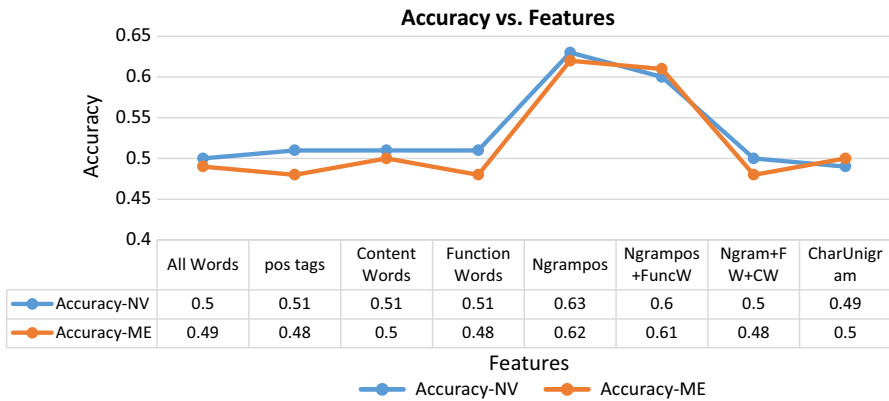 Accuracy vs. Features
0.65
0.6
0.55
0.5
0.45
0.4
Accuracy
All Words pos tags Content Words Function Words Ngrampos Ngrampos +FuncW Ngram+F W+CW CharUnigr am
Accuracy-NV 0.5 0.51 0.51 0.51 0.63 0.6 0.5 0.49
Accuracy-ME 0.49 0.48 0.5 0.48 0.62 0.61 0.48 0.5
Features
Accuracy-NV Accuracy-ME